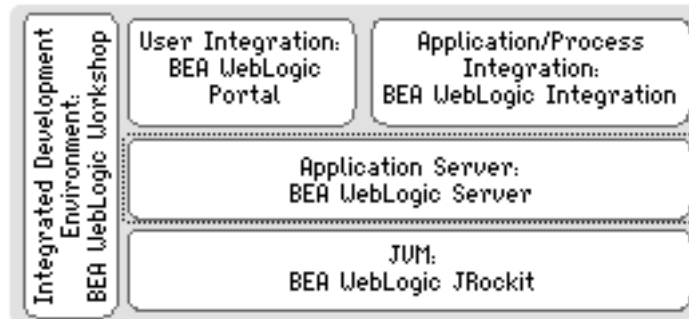 Integrated Development
Environment:
BEA WebLogic Workshop
User Integration:
BEA WebLogic
Portal
Application/Process
Integration:
BEA WebLogic Integration
Application Server:
BEA WebLogic Server
JVM:
BEA WebLogic JRockit